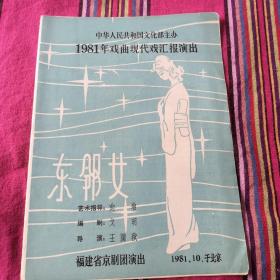 中华人民共和国文化部主办
1981年戏曲现代戏汇报演出
东邻女
艺术指导：
编剧：
导演：王
福建省京剧团演出
1981.10.于北京